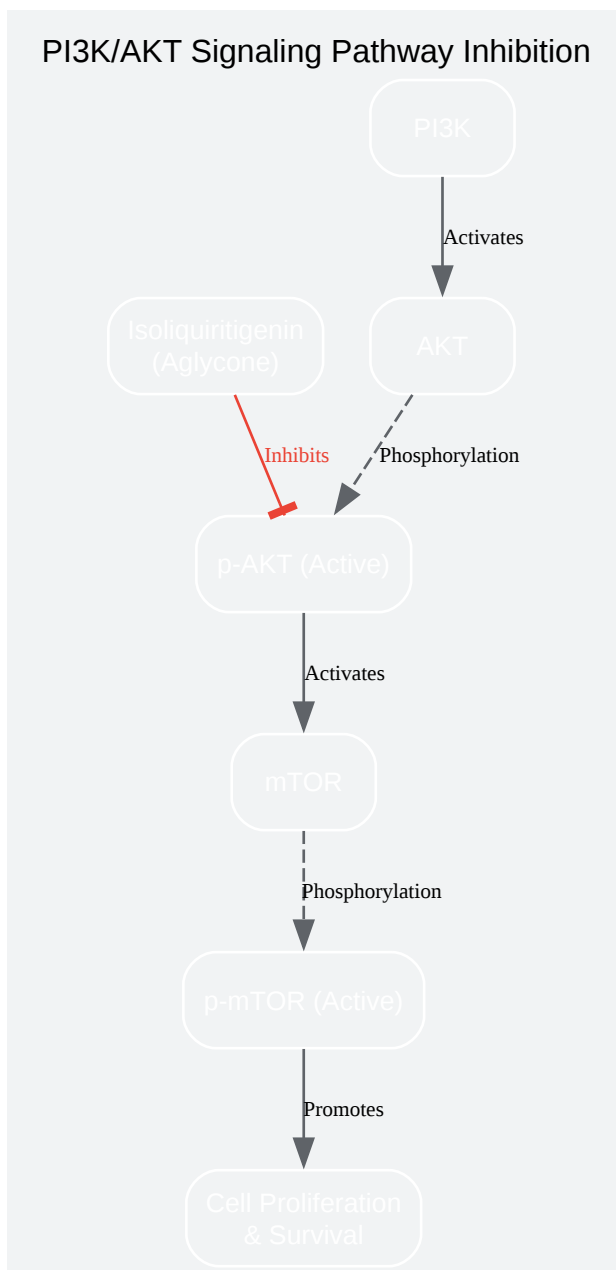 PI3K/AKT Signaling Pathway Inhibition
PI3K
Activates
Isoliquiritigenin
(Aglycone)
AKT
Inhibits
Phosphorylation
p-AKT (Active)
Activates
mTOR
Phosphorylation
p-mTOR (Active)
Promotes
Cell Proliferation
& Survival